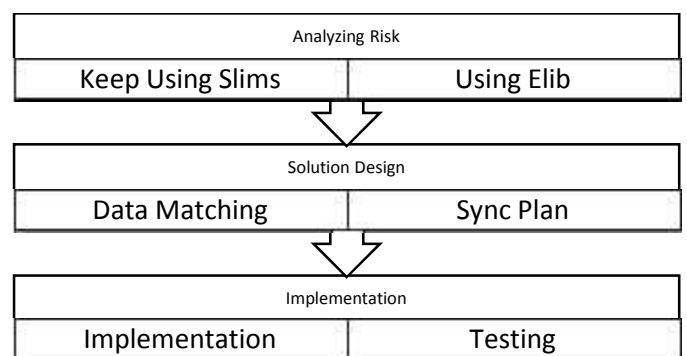 Analyzing Risk
Keep Using Slims Using Elib
Solution Design
Data Matching Sync Plan
Implementation
Implementation Testing